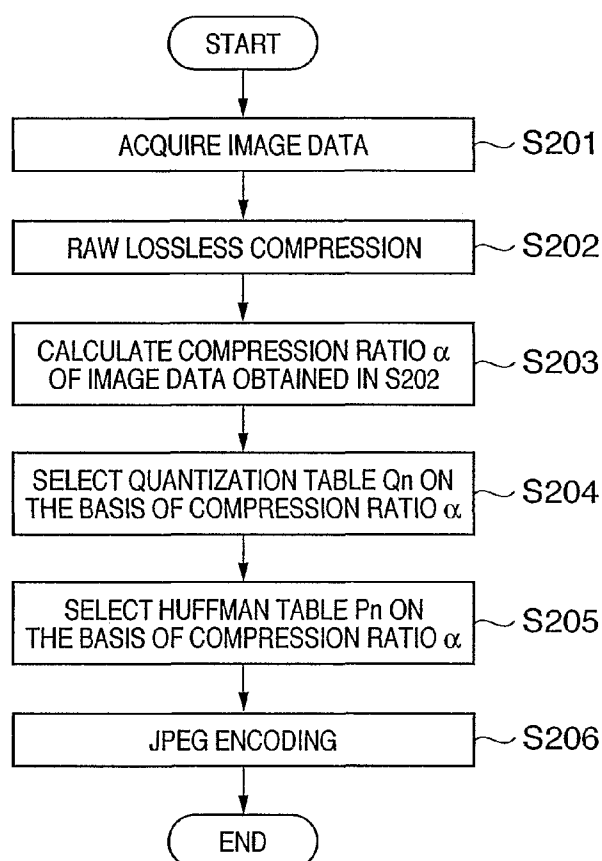 START
ACQUIRE IMAGE DATA
S201
RAW LOSSLESS COMPRESSION
S202
CALCULATE COMPRESSION RATIO α
OF IMAGE DATA OBTAINED IN S202
S203
SELECT QUANTIZATION TABLE Qn ON
THE BASIS OF COMPRESSION RATIO α
S204
SELECT HUFFMAN TABLE Pn ON
THE BASIS OF COMPRESSION RATIO α
S205
JPEG ENCODING
S206
END